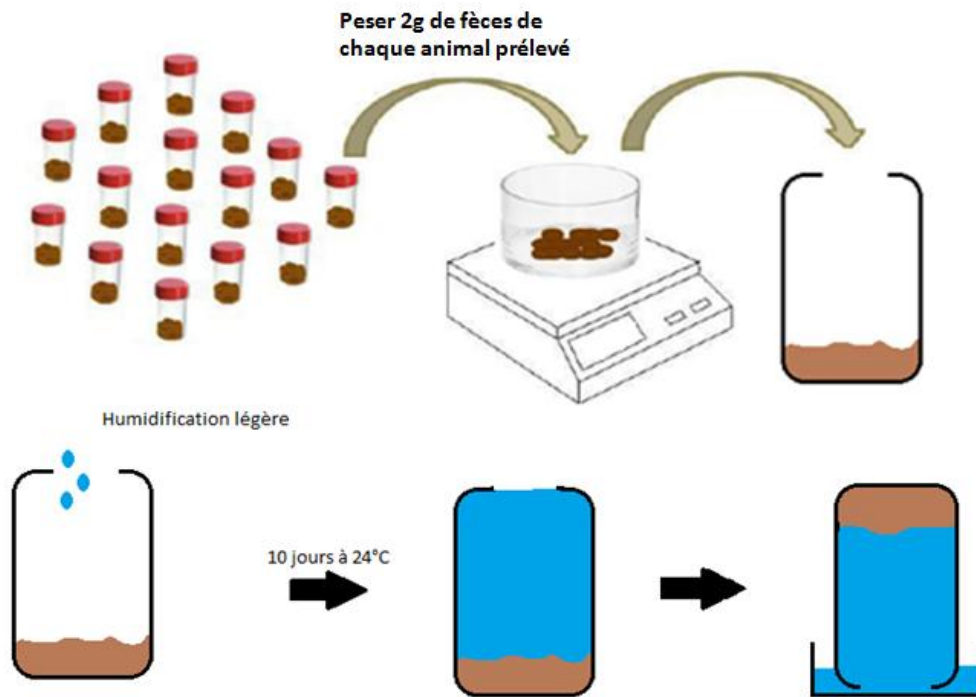 Peser 2g de fèces de
chaque animal prélevé
Humidification légère
10 jours à 24°C